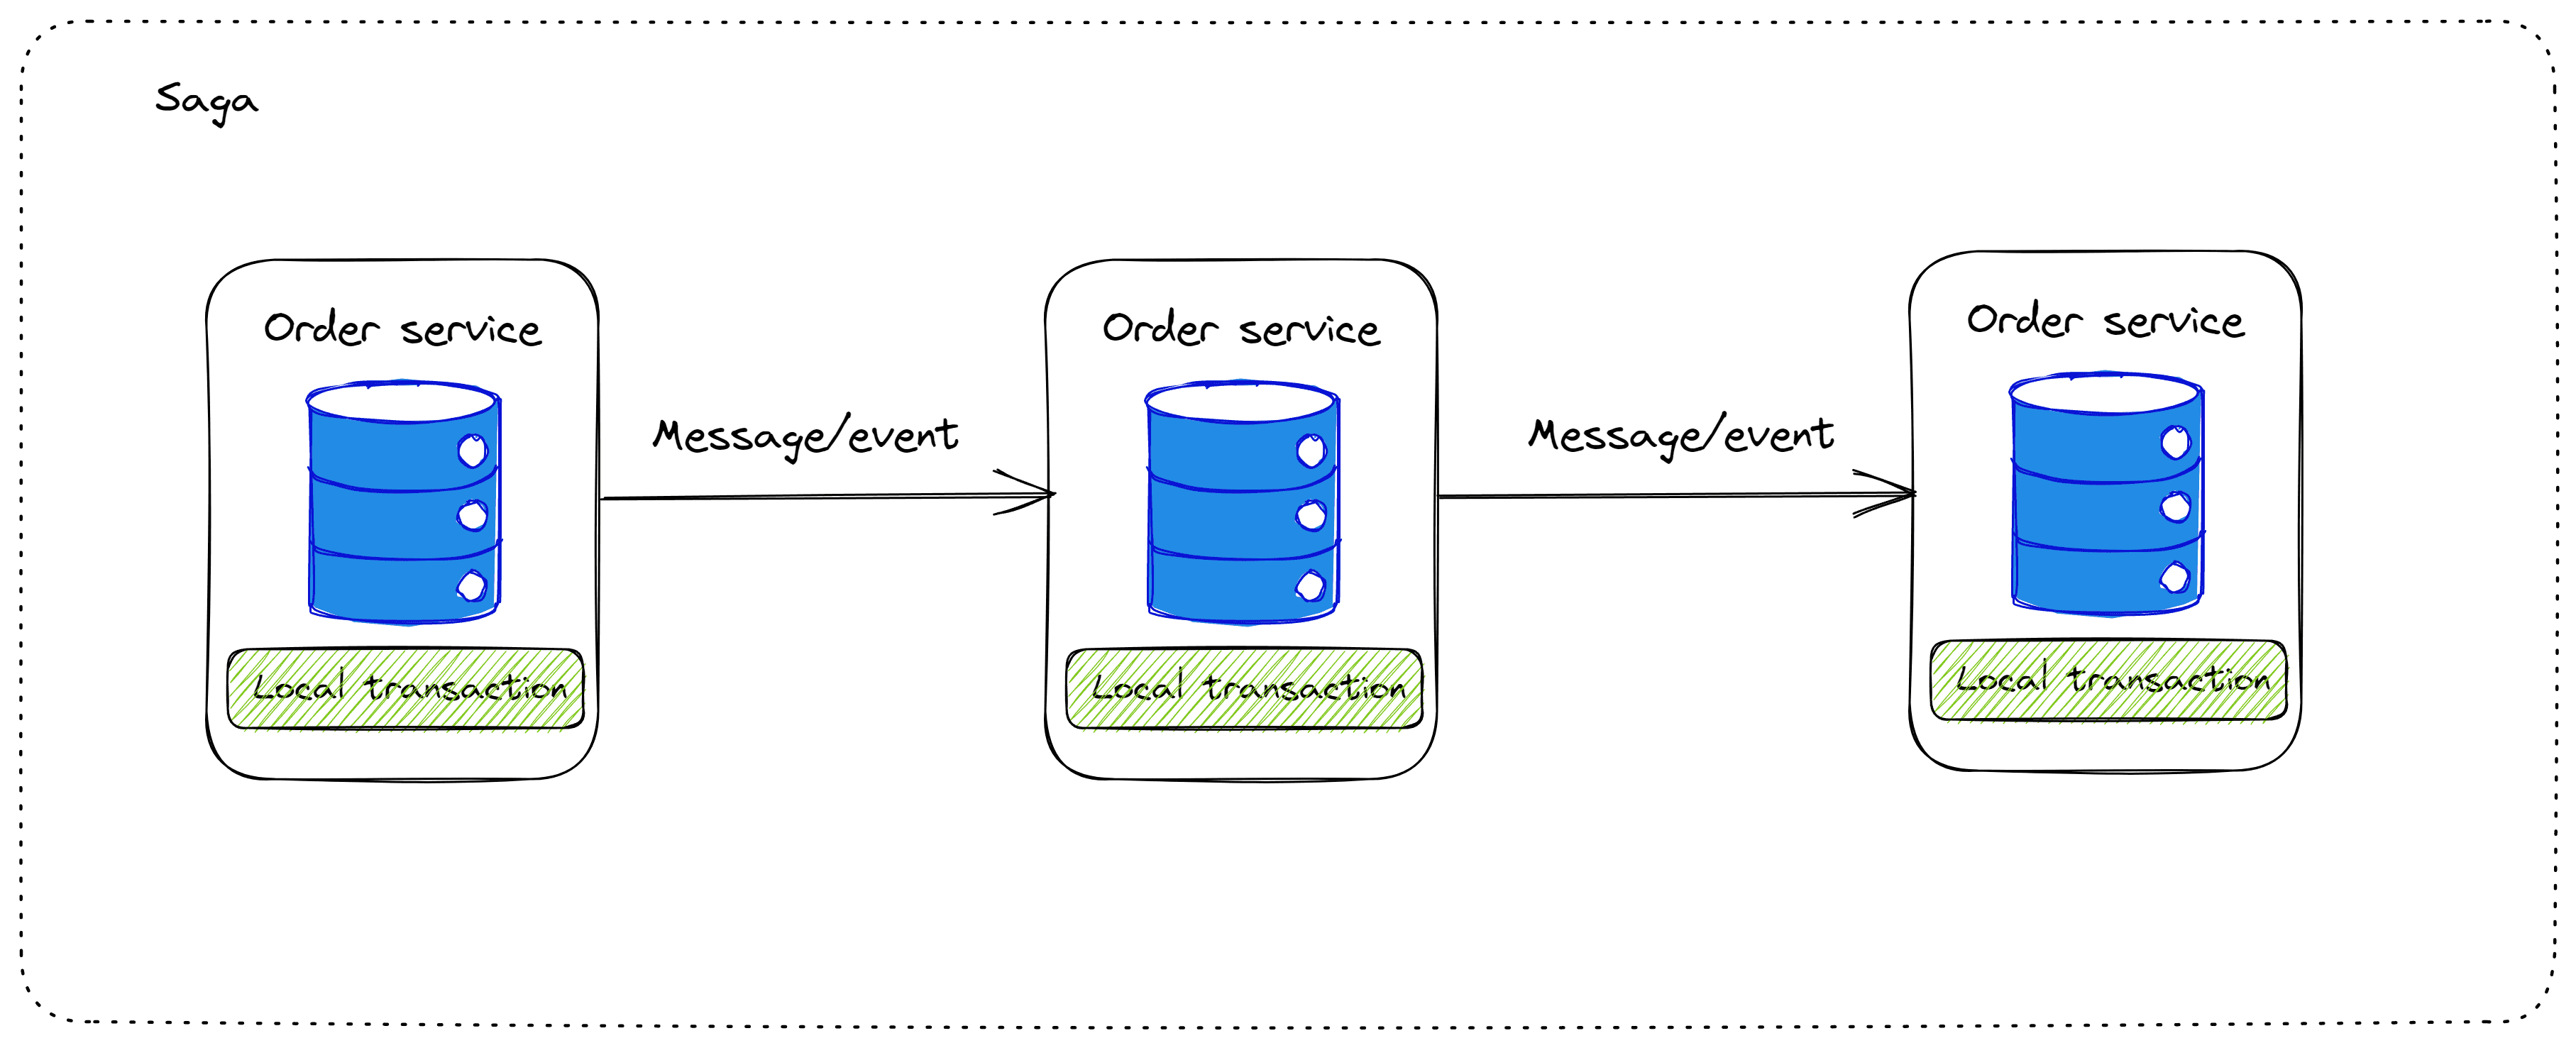 Saga
Order service
Order service
Order service
Message/event
Message/event
Local transaction
Local transaction
Local transaction